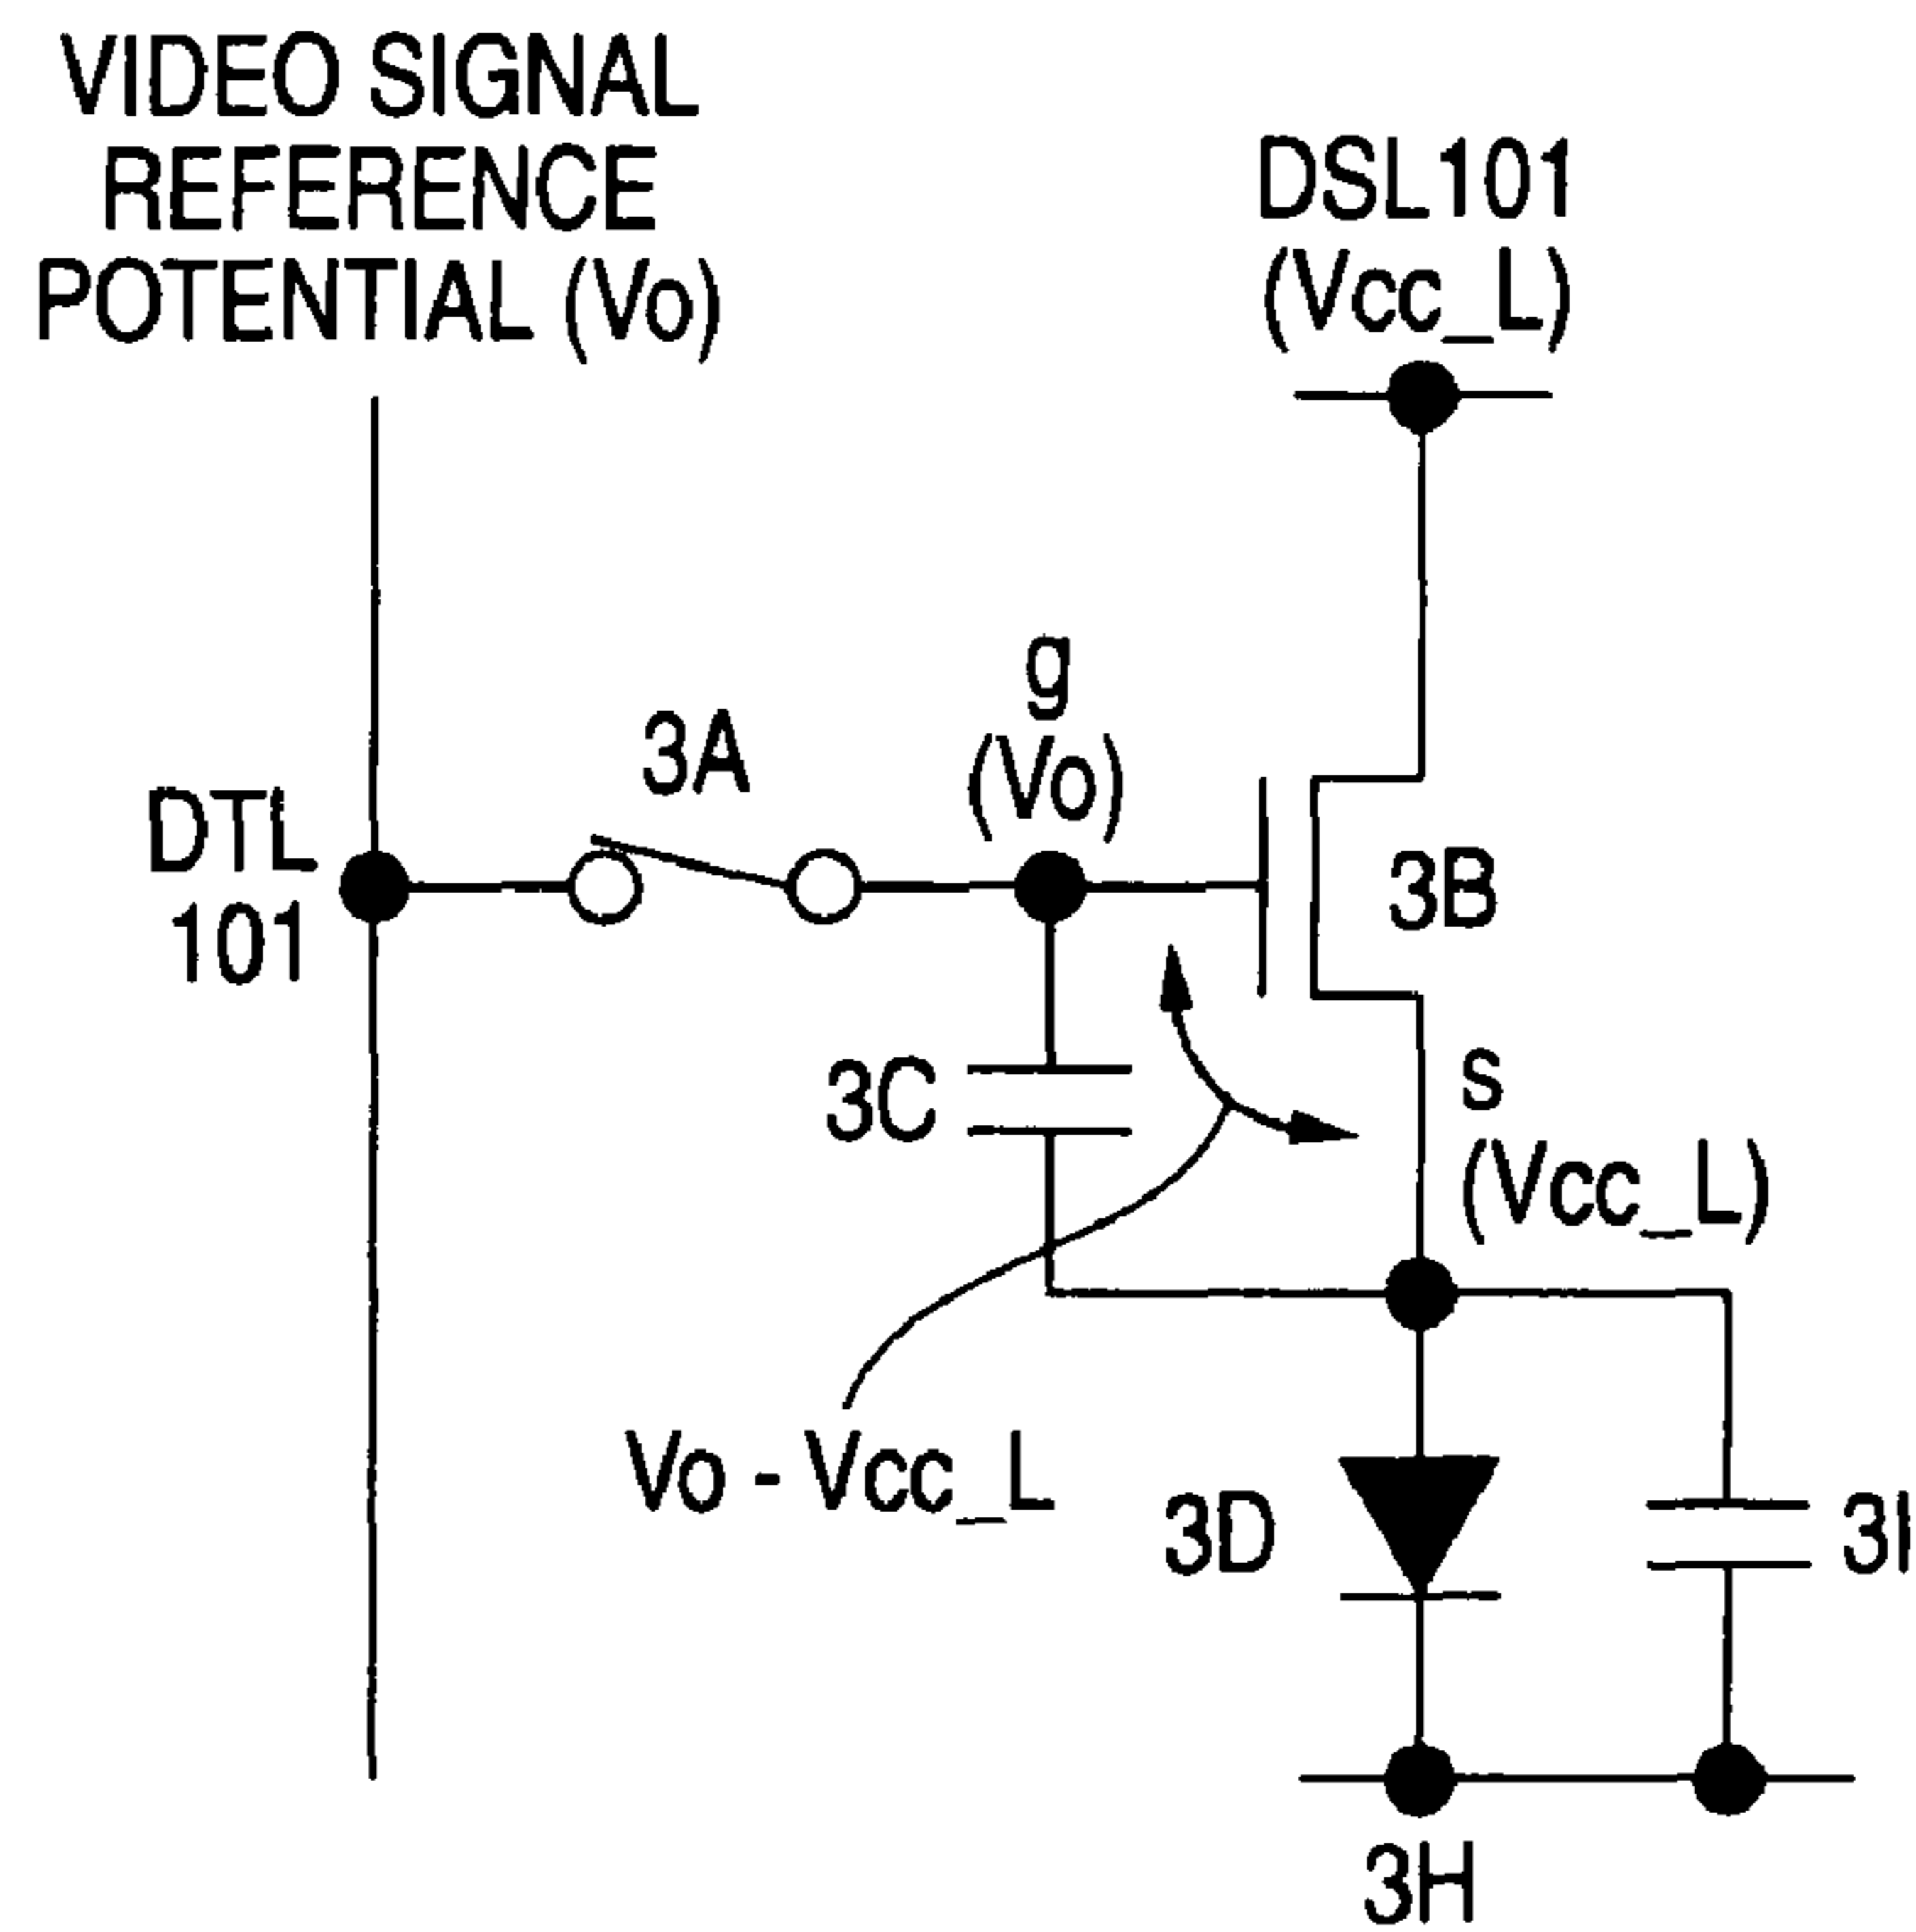 VIDEO SIGNAL
REFERENCE
POTENTIAL (Vo)
DSL101
(Vcc_L)
g
(Vo)
3A
DTL
101
3B
3C
s
(Vcc_L)
Vo - Vcc_L
3D
3I
3H